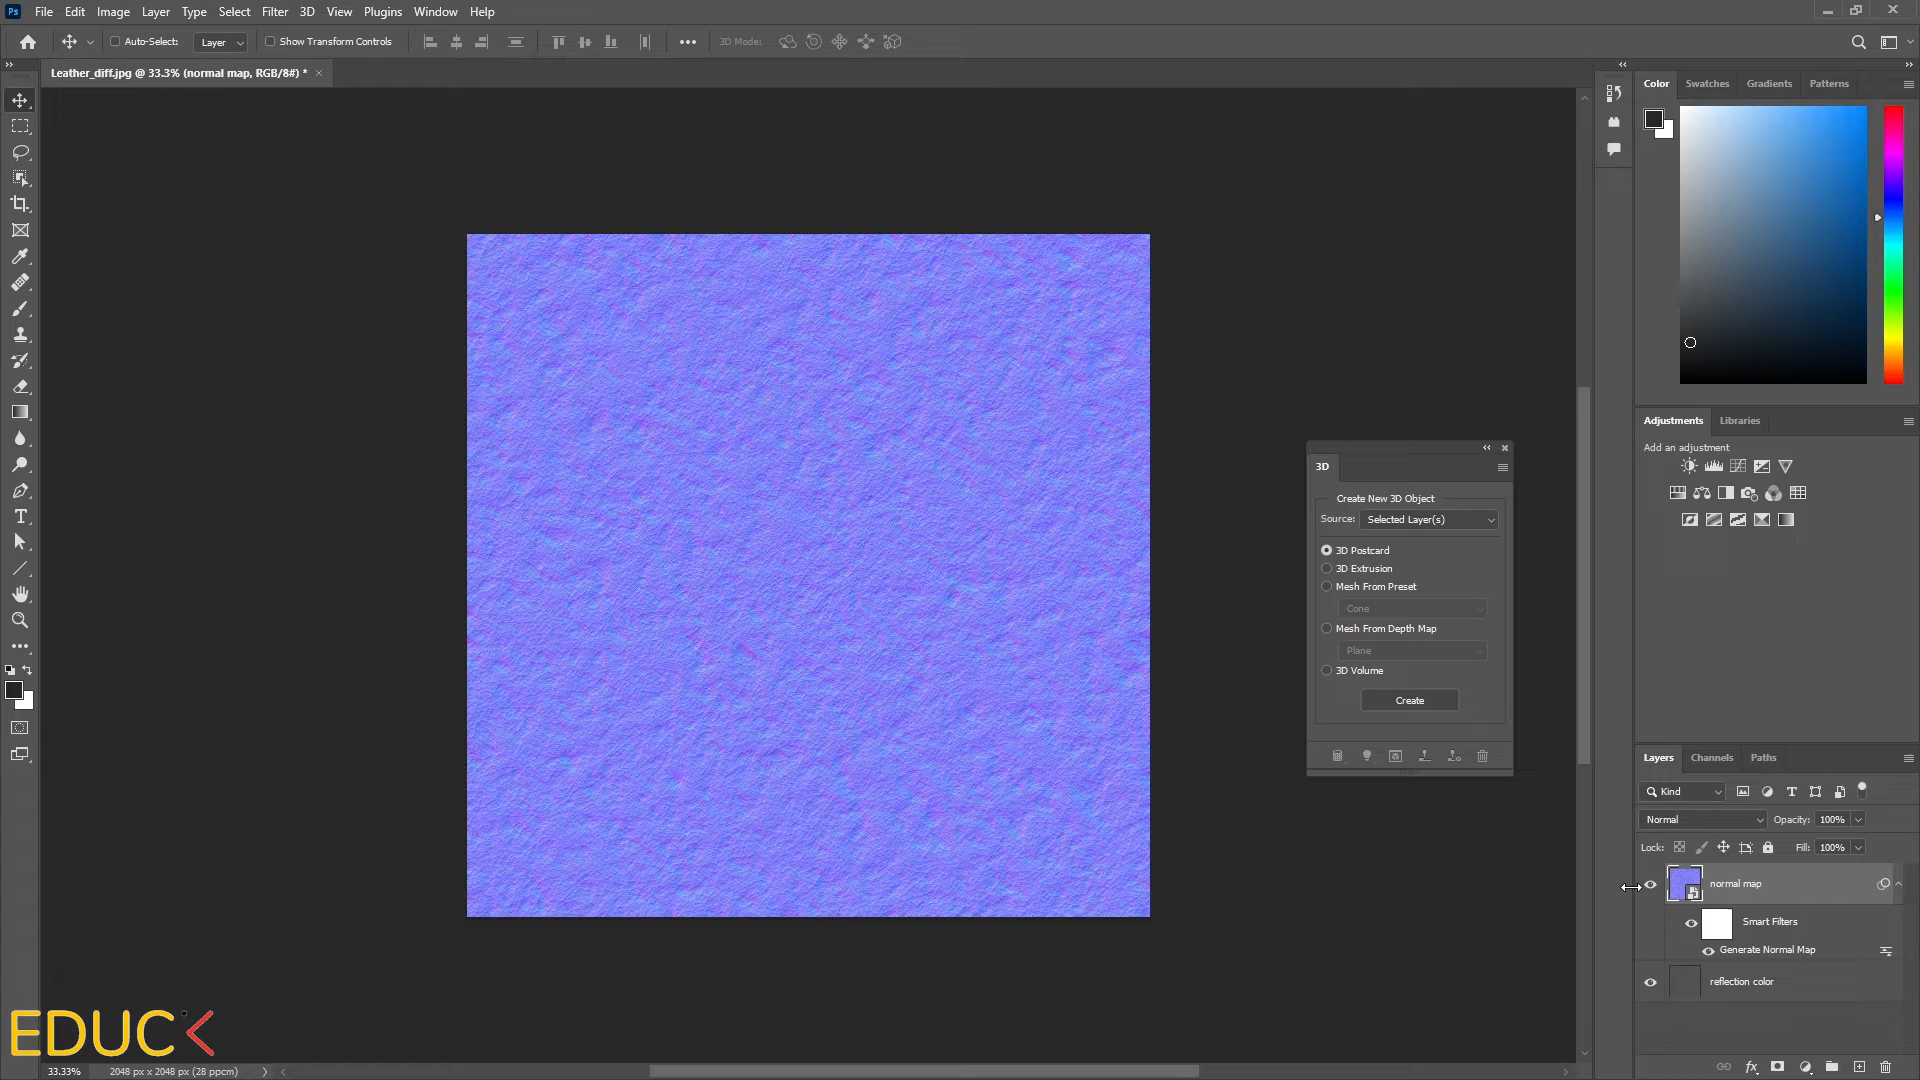 Ps File Edit Image Layer Type Select Filter 3D View Plugins Window Help
Auto-Select: Layer Show Transform Controls 3D Mode:
Leather_diff.jpg @ 33.3% (normal map, RGB/8#) *
Color Swatches Gradients Patterns
Adjustments Libraries
Add an adjustment
3D
Create New 3D Object
Source: Selected Layer(s)
3D Postcard
3D Extrusion
Mesh From Preset
Cone
Mesh From Depth Map
Plane
3D Volume
Create
Layers Channels Paths
Kind
Normal Opacity: 100%
Lock: Fill: 100%
normal map
Smart Filters
Generate Normal Map
reflection color
EDUC
33.33% 2048 px x 2048 px (28 ppcm)